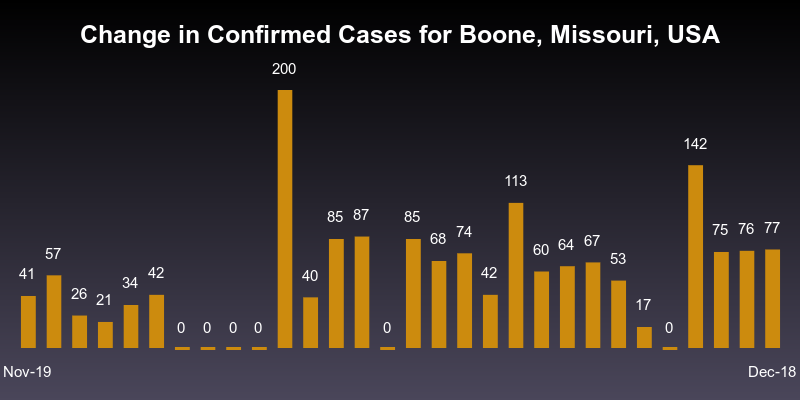 Change in Confirmed Cases for Boone, Missouri, USA
200
142
113
85 87 85
68 74 75 76 77
57 60 64 67
41 42 40 42 53
26 21 34 17
0 0 0 0 0 0
Nov-19 Dec-18